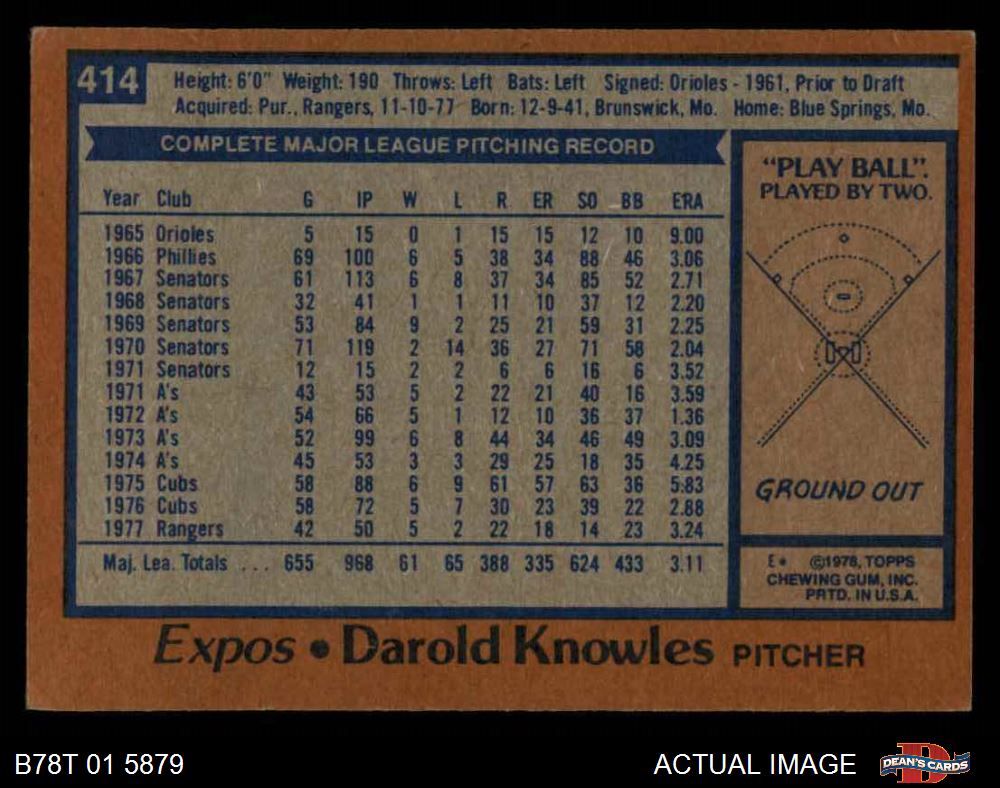 414
Height: 6'0" Weight: 190 Throws: Left Bats: Left Signed: Orioles - 1961, Prior to Draft
Acquired: Pur., Rangers, 11-10-77 Born: 12-9-41, Brunswick, Mo. Home: Blue Springs, Mo.
COMPLETE MAJOR LEAGUE PITCHING RECORD
Year Club G IP W L R ER SO BB ERA
1965 Orioles 5 15 0 1 15 15 12 10 9.00
1966 Phillies 69 100 6 5 38 34 88 46 3.06
1967 Senators 61 113 6 8 37 34 85 52 2.71
1968 Senators 32 41 1 1 11 10 37 12 2.20
1969 Senators 53 84 9 2 25 21 59 31 2.25
1970 Senators 71 119 2 14 36 27 71 58 2.04
1971 Senators 12 15 2 2 6 6 16 6 3.52
1971 A's 43 53 5 2 22 21 40 16 3.59
1972 A's 54 66 5 1 12 10 36 37 1.36
1973 A's 52 99 6 8 44 34 46 49 3.09
1974 A's 45 53 3 3 29 25 18 35 4.25
1975 Cubs 58 88 6 9 61 57 63 36 5.83
1976 Cubs 58 72 5 7 30 23 39 22 2.88
1977 Rangers 42 50 5 2 22 18 14 23 3.24
Maj. Lea. Totals ... 655 968 61 65 388 335 624 433 3.11
"PLAY BALL".
PLAYED BY TWO.
GROUND OUT
E* ©1978, TOPPS
CHEWING GUM, INC.
PRTD. IN U.S.A.
Expos • Darold Knowles PITCHER
B78T 01 5879
ACTUAL IMAGE
D
DEAN'S CARDS